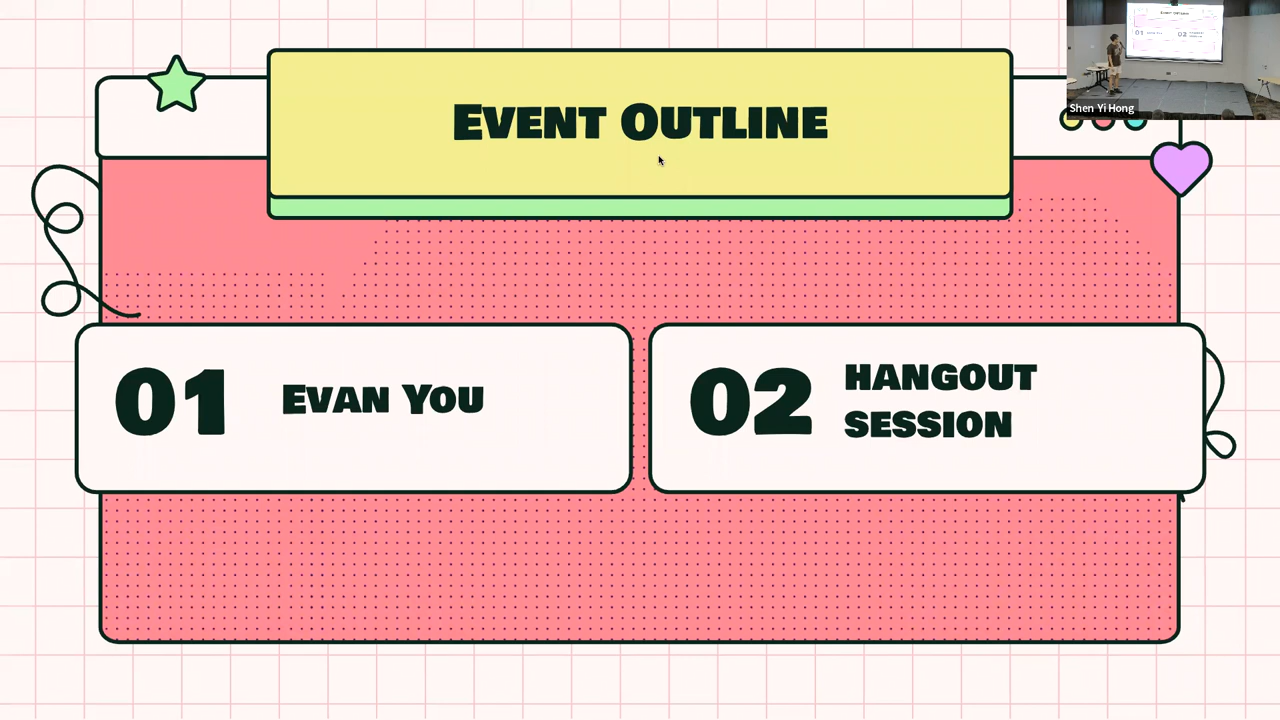 Event Outline
Shen Yi Hong
01
Evan You
02
HANGOUT
SESSION